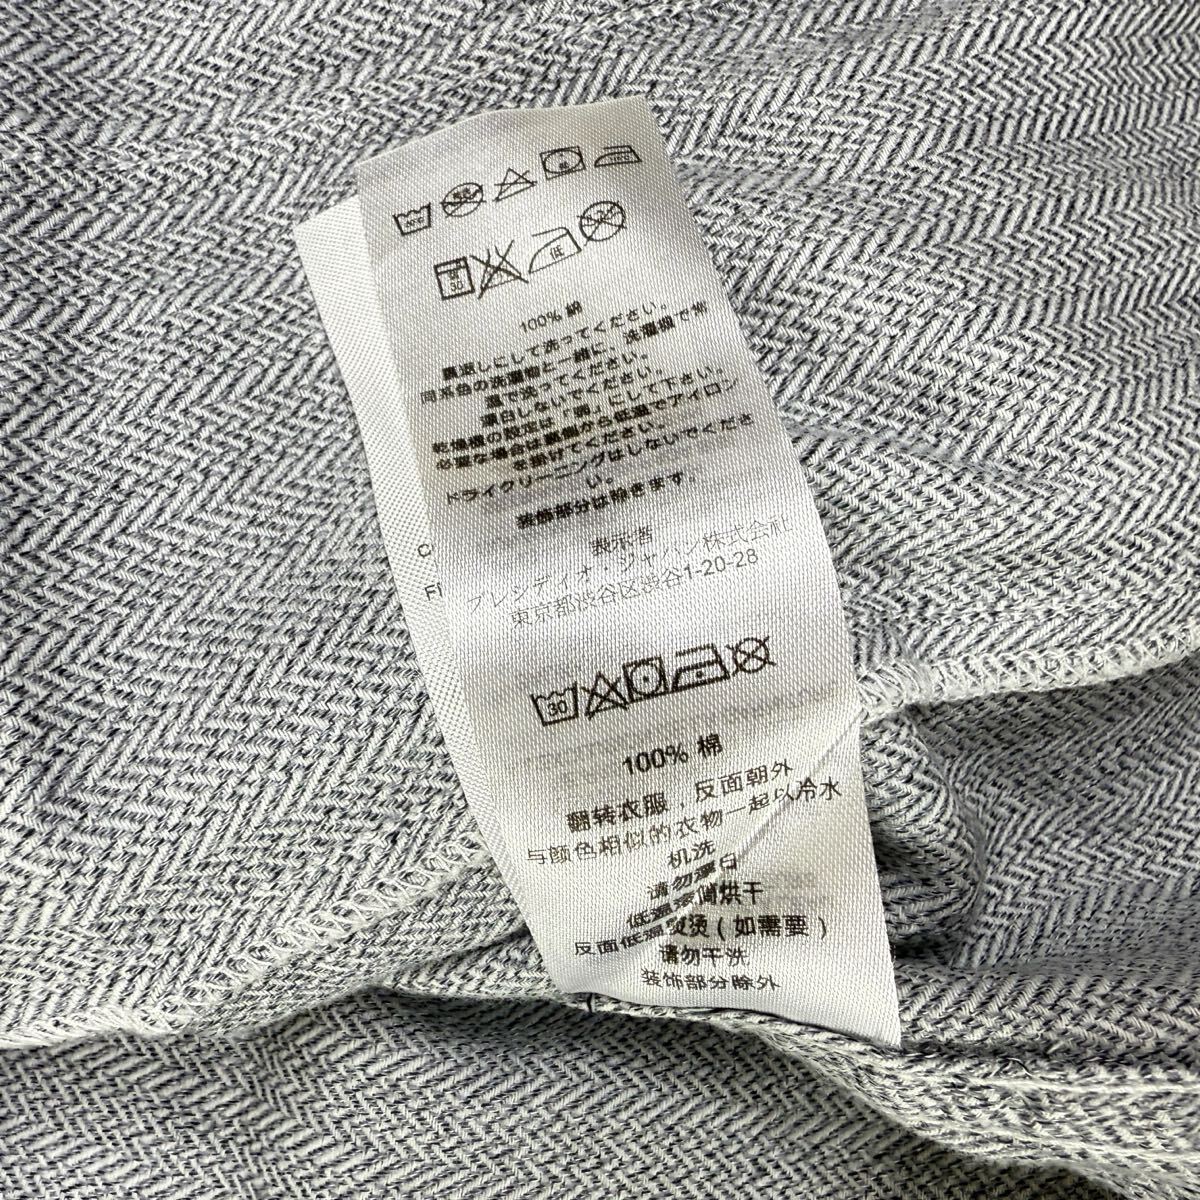 100% 綿
裏返しにして洗ってください。
同系色の洗濯物と一緒に、洗濯機で常
温で洗ってください。
漂白しないでください。
乾燥機の設定は「弱」にして下さい。
必要な場合は裏側から低温でアイロン
を掛けてください。
ドライクリーニングはしないでくださ
い。
装飾部分は除きます。
表示者
プレシディオ・ジャパン株式会社
東京都渋谷区渋谷1-20-28
30
100% 棉
翻转衣服，反面朝外
与颜色相似的衣物一起以冷水
机洗
请勿漂白
低温滚筒烘干
反面低温熨烫(如需要)
请勿干洗
装饰部分除外